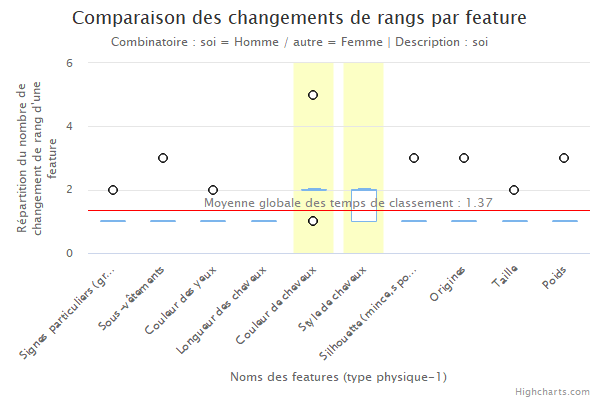 Comparaison des changements de rangs par feature
Combinatoire : soi = Homme / autre = Femme | Description : soi
Répartition du nombre de
changement de rang d'une
feature
6
4
2
0
Moyenne globale des temps de classement : 1.37
Signes particuliers (gr...
Sous-vêtements
Couleur des yeux
Longueur des cheveux
Couleur de cheveux
Style de cheveux
Silhouette (mince,s po...
Origines
Taille
Poids
Noms des features (type physique-1)
Highcharts.com